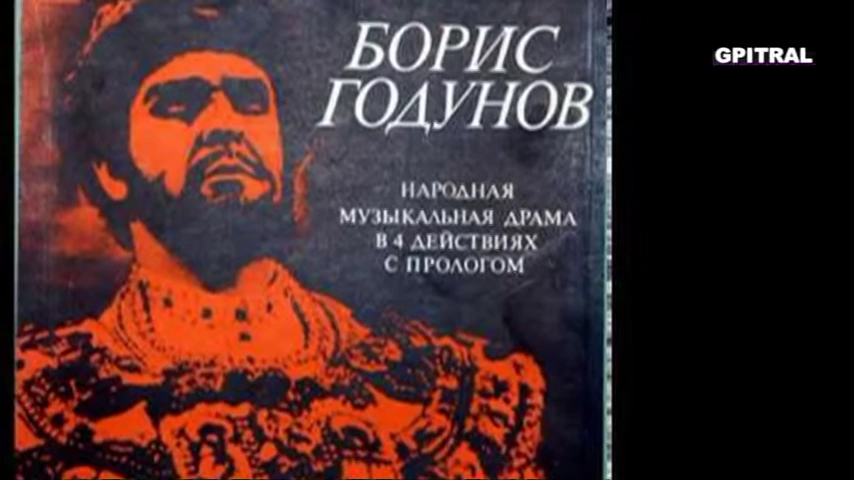 БОРИС
ГОДУНОВ
НАРОДНАЯ
МУЗЫКАЛЬНАЯ ДРАМА
В 4 ДЕЙСТВИЯХ
С ПРОЛОГОМ
GPITRAL